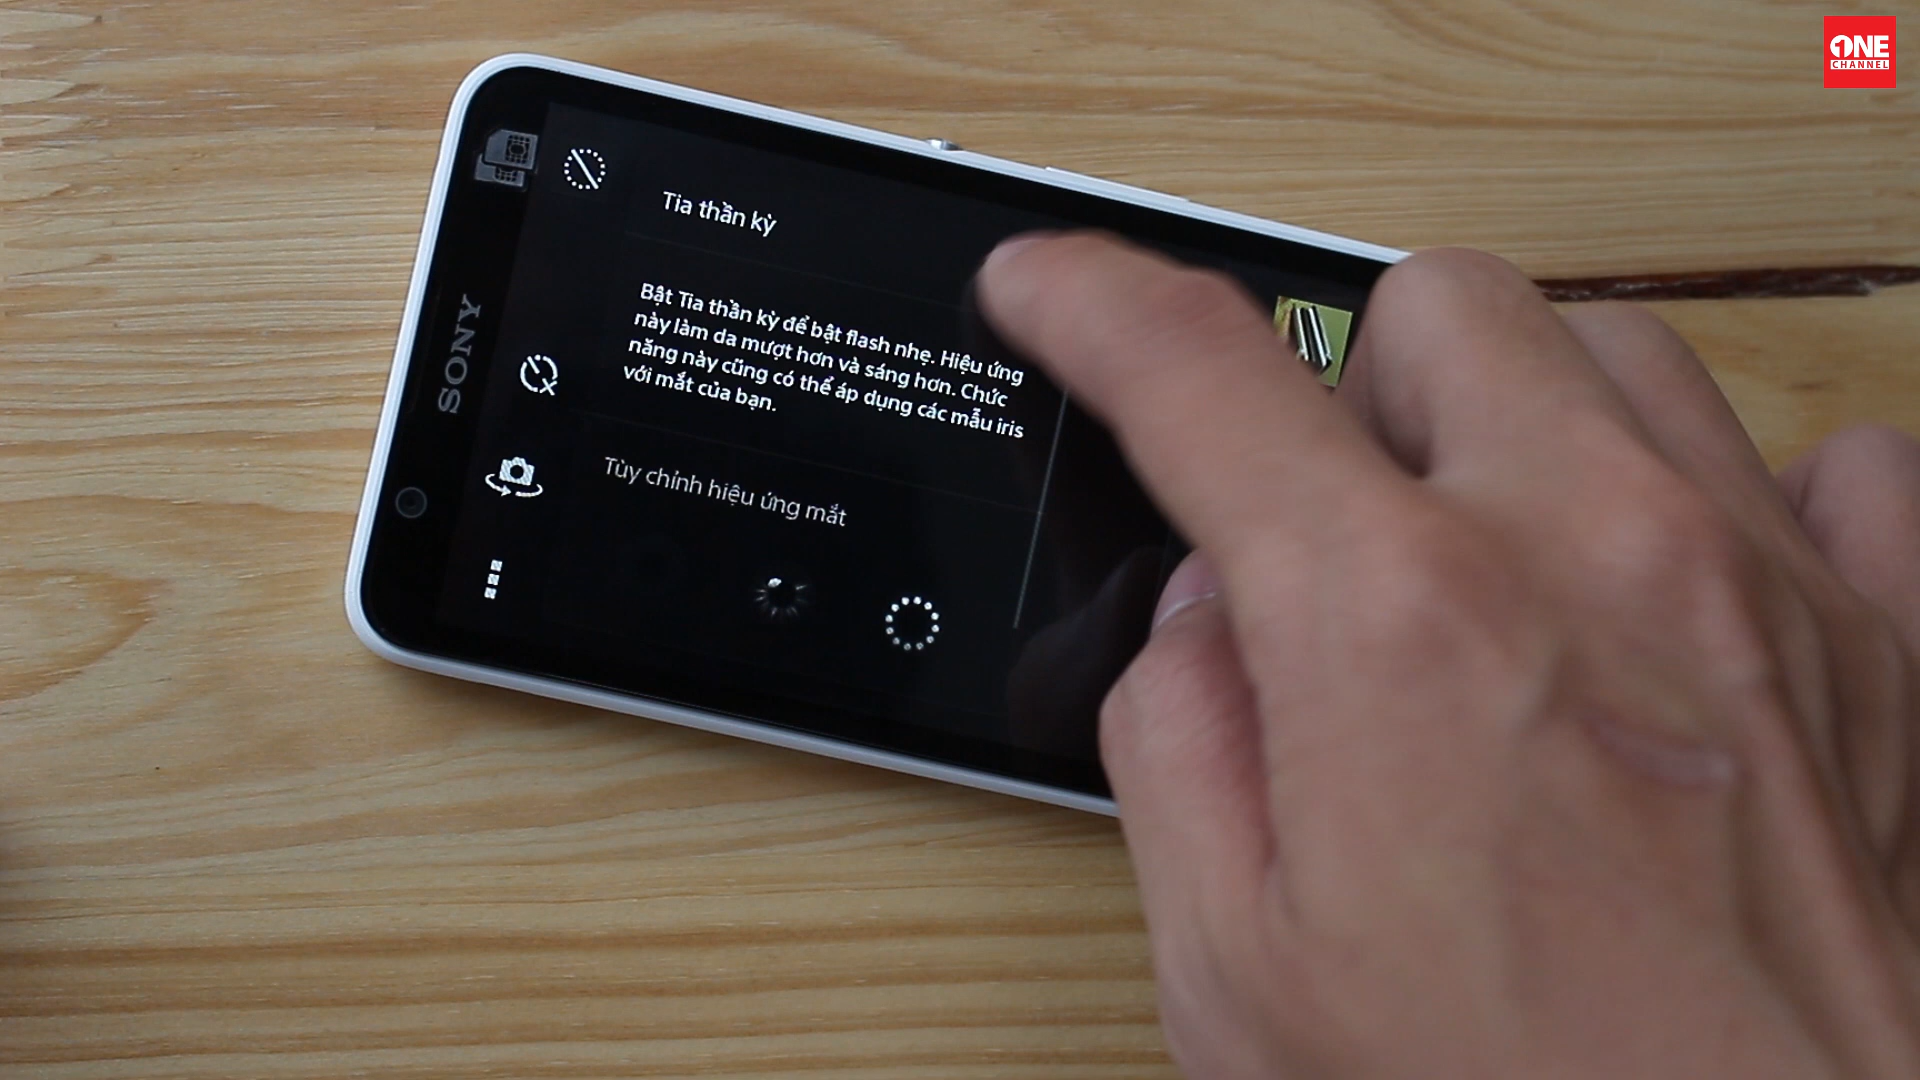 ONE
CHANNEL
SONY
Tia thần kỳ
Bật Tia thần kỳ để bật flash nhẹ. Hiệu ứng
này làm da mượt hơn và sáng hơn. Chức
năng này cũng có thể áp dụng các mẫu iris
với mắt của bạn.
Tùy chỉnh hiệu ứng mắt